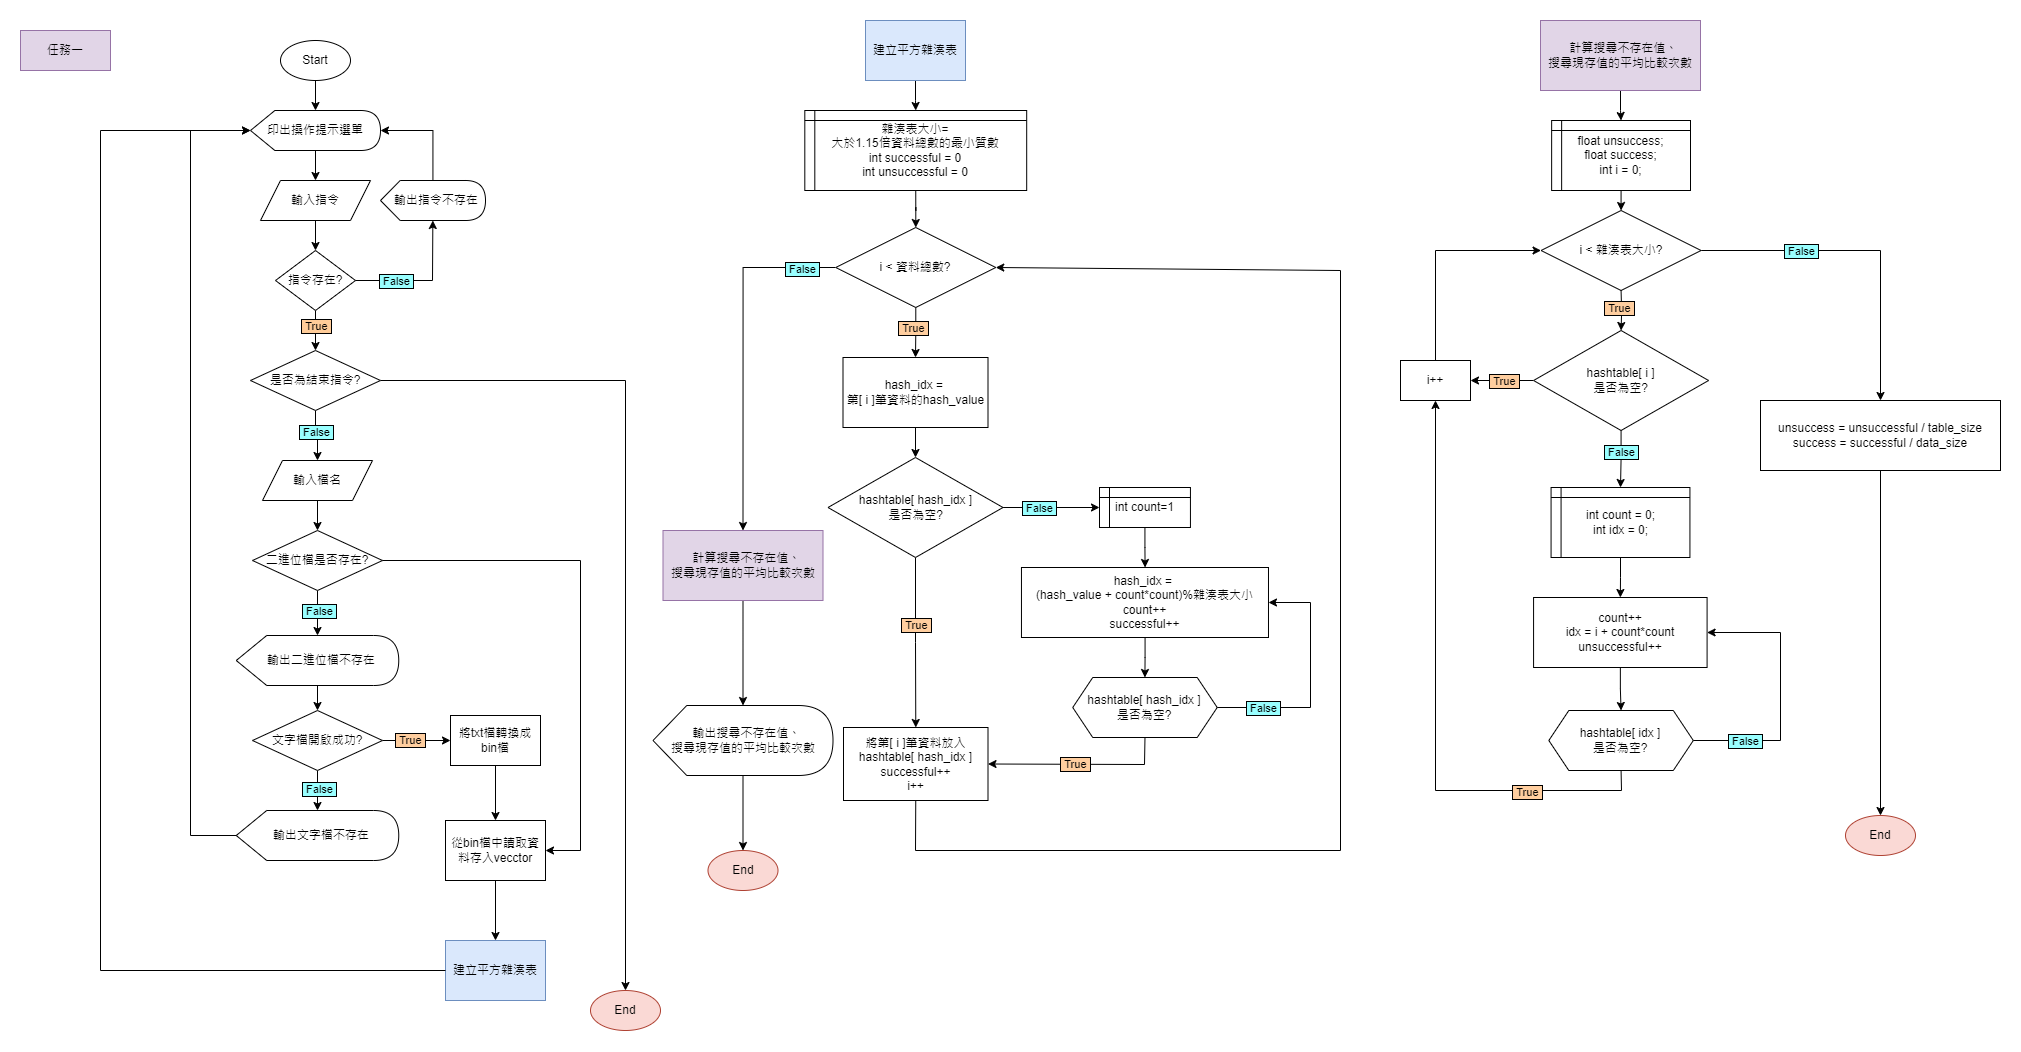 任務一
Start
印出操作提示選單
輸入指令
輸出指令不存在
指令存在?
False
True
是否為結束指令?
False
輸入檔名
二進位檔是否存在?
False
輸出二進位檔不存在
文字檔開啟成功?
True
將txt檔轉換成
bin檔
False
輸出文字檔不存在
從bin檔中讀取資
料存入vecctor
建立平方雜湊表
End
建立平方雜湊表
雜湊表大小=
大於1.15倍資料總數的最小質數
int successful = 0
int unsuccessful = 0
i < 資料總數?
False
True
hash_idx =
第[ i ]筆資料的hash_value
hashtable[ hash_idx ]
是否為空?
False
int count=1
hash_idx =
(hash_value + count*count)%雜湊表大小
count++
successful++
hashtable[ hash_idx ]
是否為空?
False
True
True
將第[ i ]筆資料放入
hashtable[ hash_idx ]
successful++
i++
計算搜尋不存在值、
搜尋現存值的平均比較次數
輸出搜尋不存在值、
搜尋現存值的平均比較次數
End
計算搜尋不存在值、
搜尋現存值的平均比較次數
float unsuccess;
float success;
int i = 0;
i < 雜湊表大小?
False
True
hashtable[ i ]
是否為空?
True
i++
False
int count = 0;
int idx = 0;
count++
idx = i + count*count
unsuccessful++
hashtable[ idx ]
是否為空?
False
True
unsuccess = unsuccessful / table_size
success = successful / data_size
End